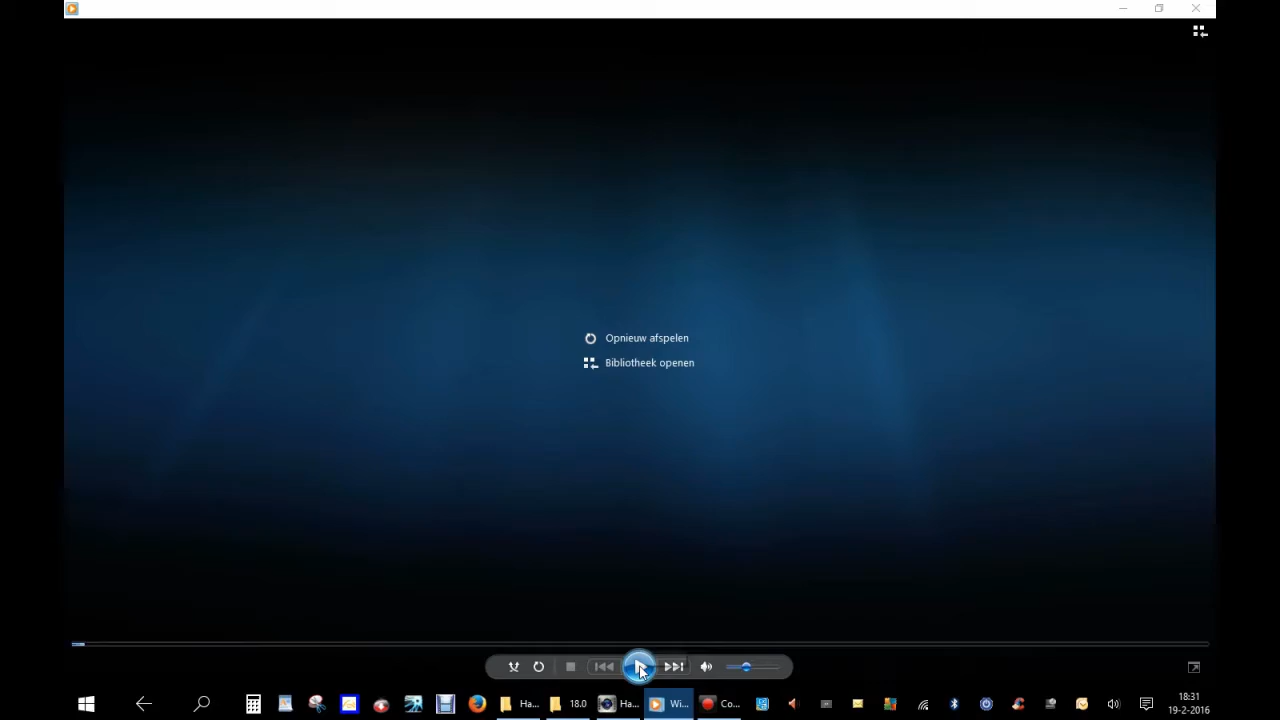 Opnieuw afspelen
Bibliotheek openen
Ha...
18.0
Ha...
Wi...
Co...
18:31
19-2-2016